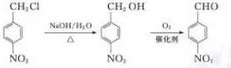 CH₂Cl CH₂OH CHO
NaOH/H₂O O₂
△ 催化剂
NO₂ NO₂ NO₂